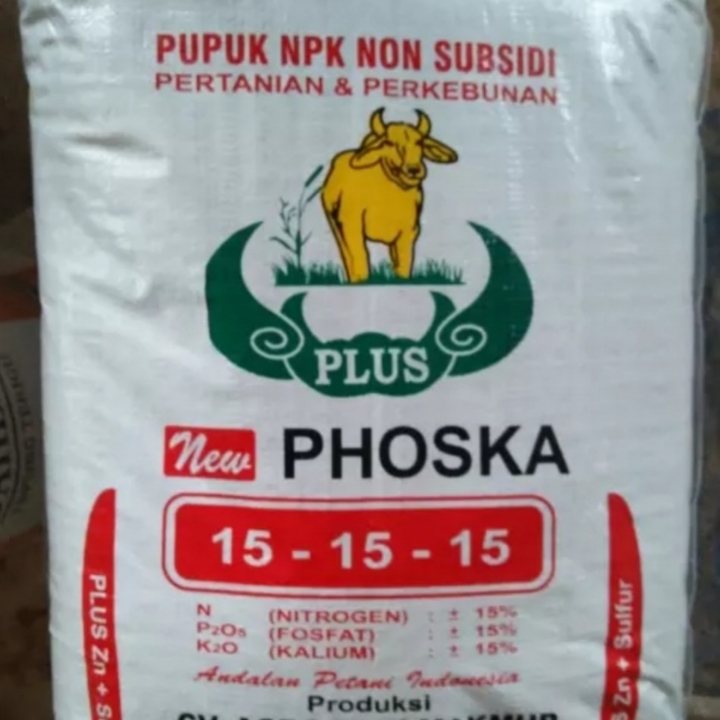 PUPUK NPK NON SUBSIDI
PERTANIAN & PERKEBUNAN
PLUS
New PHOSKA
15 - 15 - 15
N (NITROGEN) : ± 15%
P2O5 (FOSFAT) : ± 15%
K2O (KALIUM) : ± 15%
Andalan Petani Indonesia
Produksi
PLUS Zn +
Zn + Sulfur